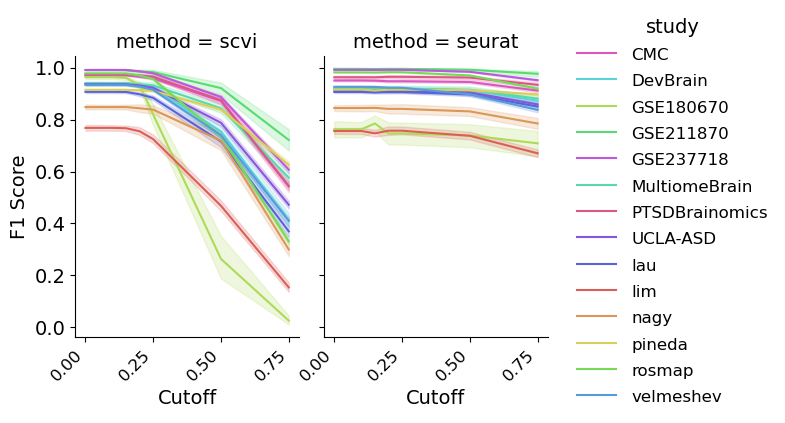 method = scvi
method = seurat
study
1.0
0.8
0.6
0.4
0.2
0.0
F1 Score
0.00
0.25
0.50
0.75
Cutoff
0.00
0.25
0.50
0.75
Cutoff
CMC
DevBrain
GSE180670
GSE211870
GSE237718
MultiomeBrain
PTSDBrainomics
UCLA-ASD
lau
lim
nagy
pineda
rosmap
velmeshev